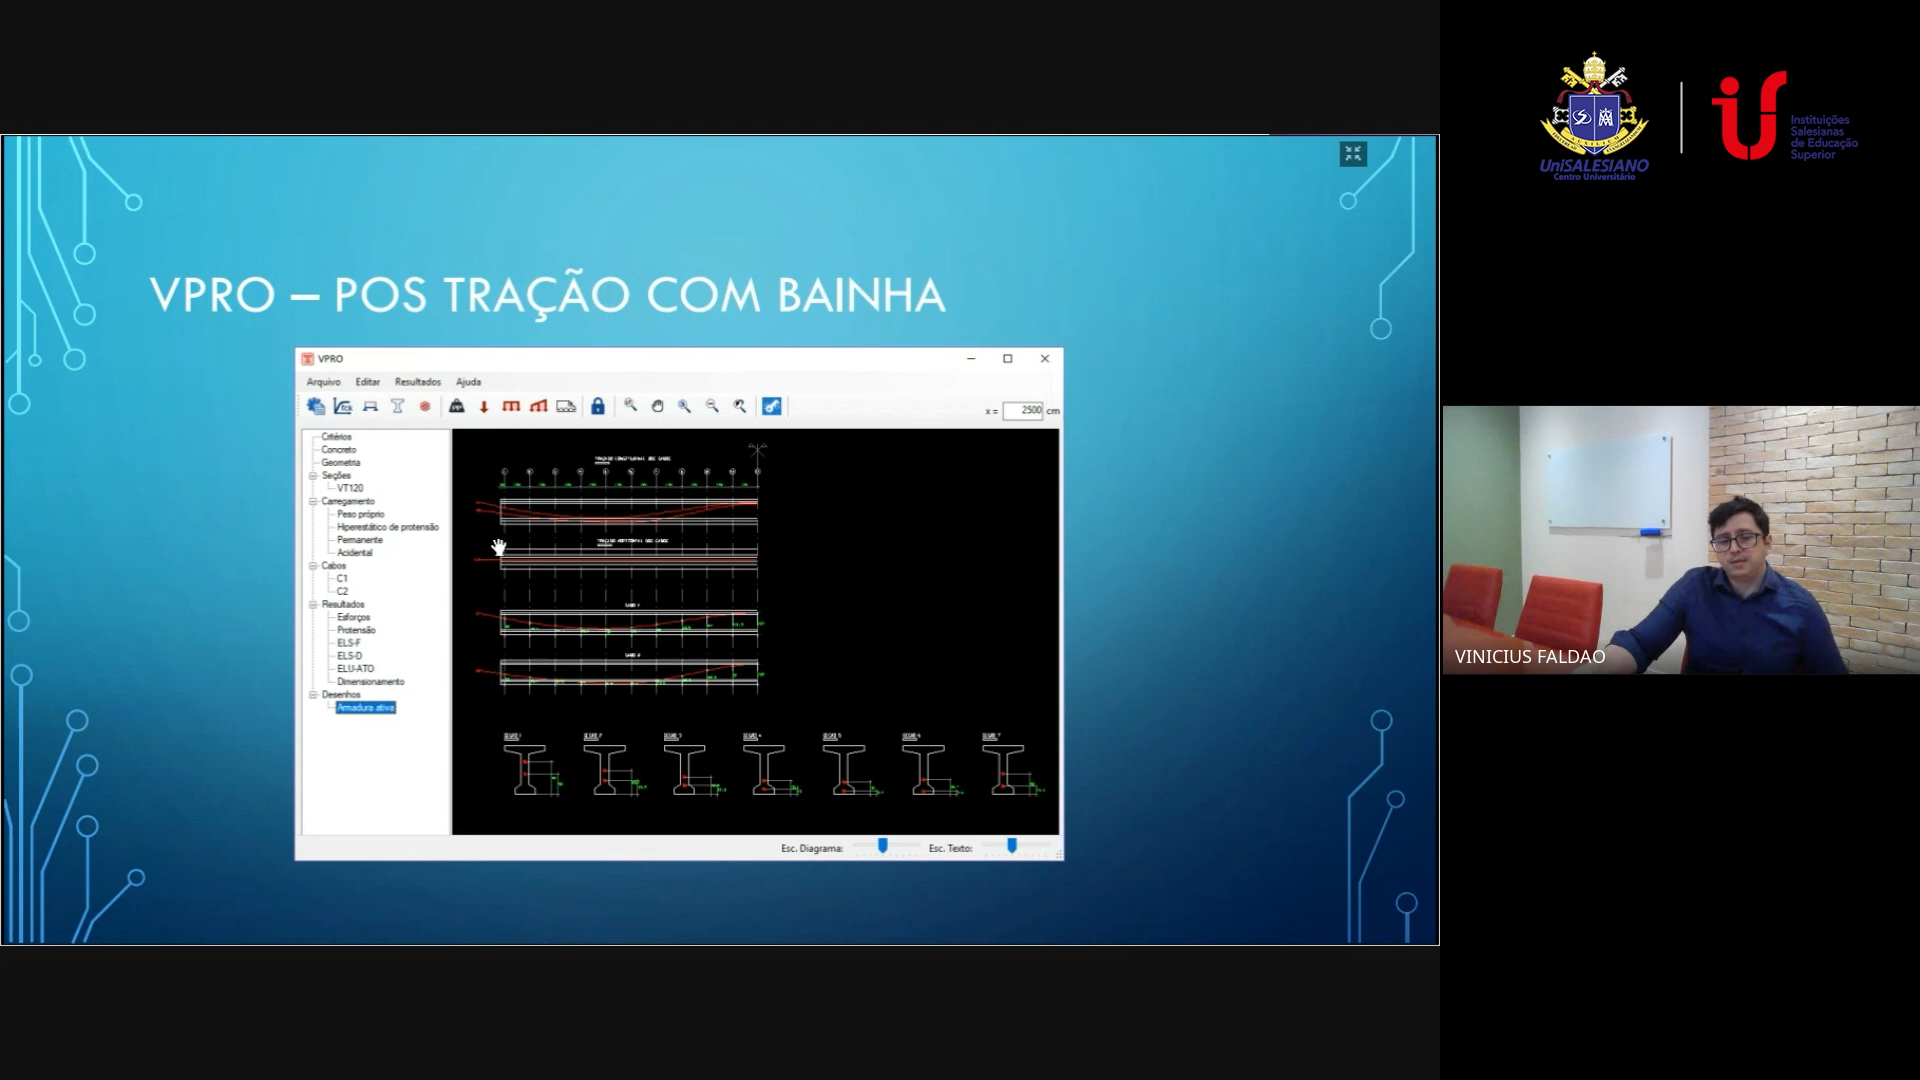 VPRO – POS TRAÇÃO COM BAINHA
VPRO
Arquivo Editar Resultados Ajuda
x = 2500 cm
Critérios
Concreto
Geometria
Seções
VT120
Carregamento
Peso próprio
Hiperestático de protensão
Permanente
Acidental
Cabos
C1
C2
Resultados
Esforços
Protensão
ELS-F
ELS-D
ELU-ATO
Dimensionamento
Desenhos
Armadura ativa
Esc. Diagrama:
Esc. Texto:
UniSALESIANO
Centro Universitário
Instituições
Salesianas
de Educação
Superior
VINICIUS FALDAO